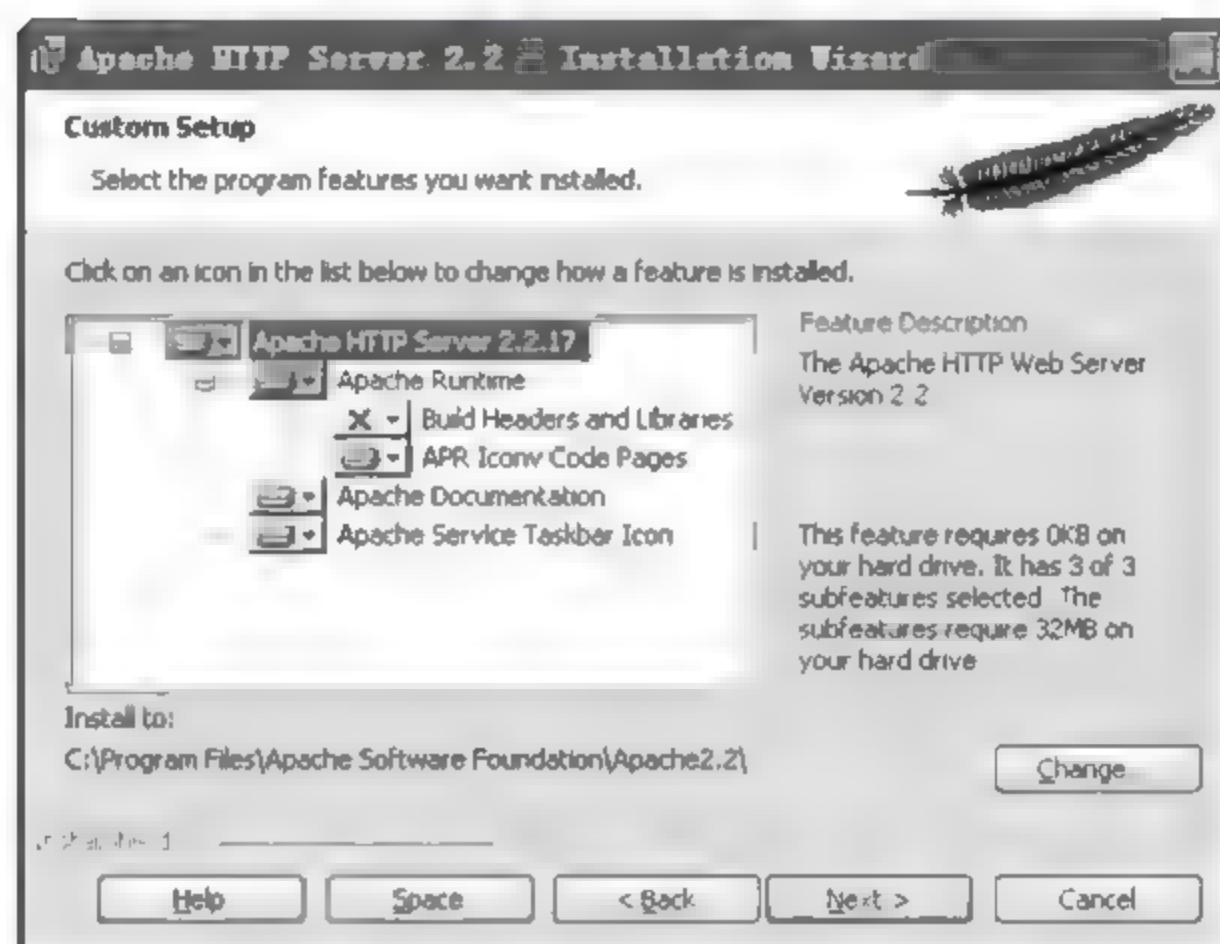 Apache HTTP Server 2.2 - Installation Wizard
Custom Setup
Select the program features you want installed.
Click on an icon in the list below to change how a feature is installed.
Apache HTTP Server 2.2.17
Apache Runtime
Build Headers and Libraries
APR Iconv Code Pages
Apache Documentation
Apache Service Taskbar Icon
Feature Description
The Apache HTTP Web Server
Version 2 2
This feature requires 0KB on
your hard drive. It has 3 of 3
subfeatures selected The
subfeatures require 32MB on
your hard drive
Install to:
C:\Program Files\Apache Software Foundation\Apache2.2\
Change
Help
Space
< Back
Next >
Cancel